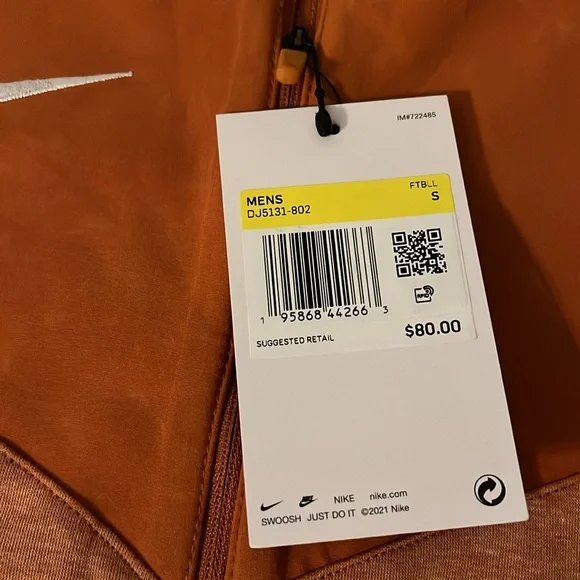 IM#722485
MENS FTBLL
DJ5131-802 S
1 95868 44266 3
RFID
SUGGESTED RETAIL $80.00
NIKE nike.com
SWOOSH JUST DO IT ©2021 Nike